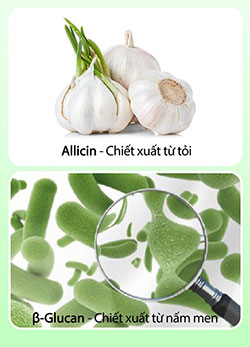 Allicin - Chiết xuất từ tỏi
β-Glucan - Chiết xuất từ nấm men